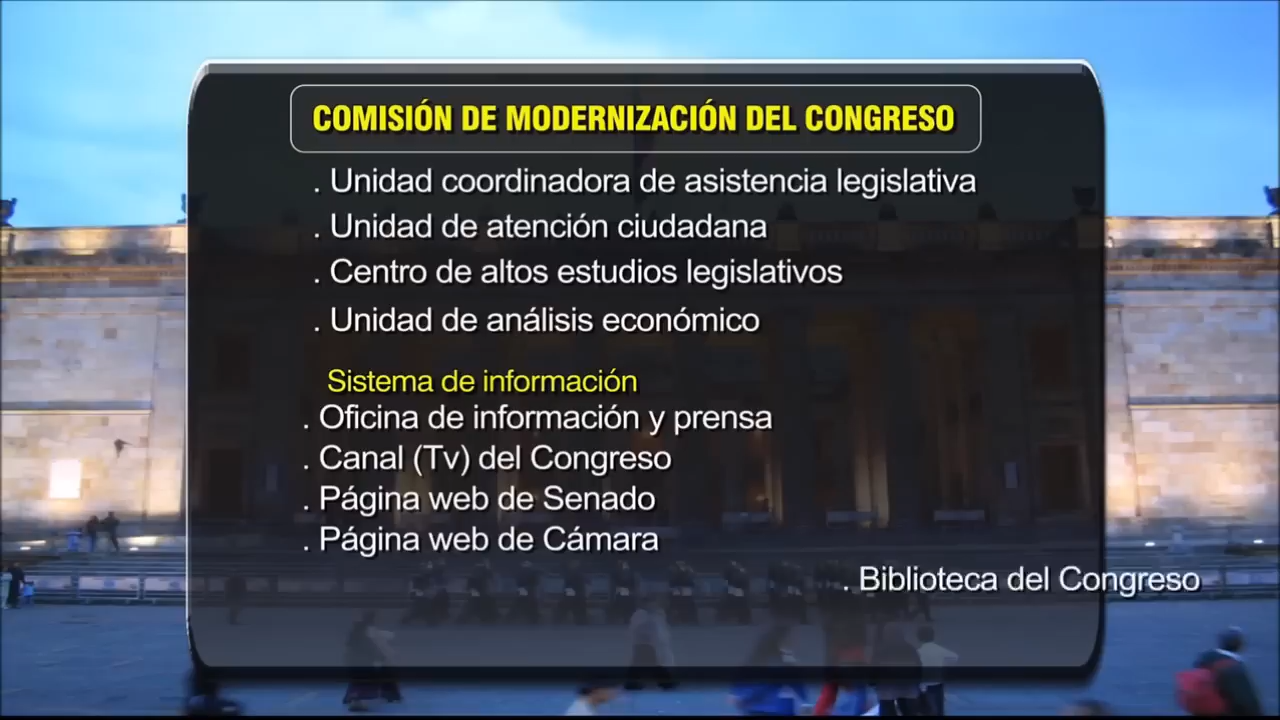 COMISIÓN DE MODERNIZACIÓN DEL CONGRESO
. Unidad coordinadora de asistencia legislativa
. Unidad de atención ciudadana
. Centro de altos estudios legislativos
. Unidad de análisis económico
Sistema de información
. Oficina de información y prensa
. Canal (Tv) del Congreso
. Página web de Senado
. Página web de Cámara
. Biblioteca del Congreso